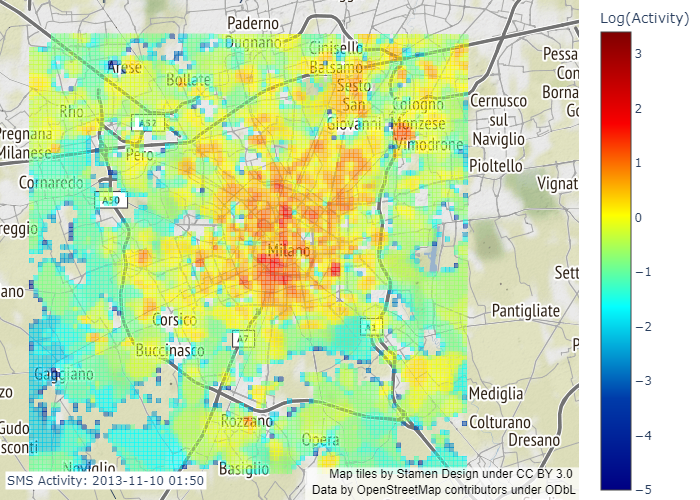 Log(Activity)
3
2
1
0
−1
−2
−3
−4
−5
Paderno
Dugnano
Cinisello
Balsamo
Arese
Bollate
Sesto
San
Giovanni
Cologno
Monzese
Vimodrone
Rho
A52
Pero
Pregnana
Milanese
Cornaredo
A50
Cernusco
sul
Naviglio
Pioltello
Pessa
Con
Borna
Go
Vignat
reggio
Milano
Sett
ano
Pantigliate
Corsico
A7
A1
Buccinasco
Gaggiano
P
zo
Mediglia
Gudo
sconti
Rozzano
Opera
Colturano
Dresano
Noviglio
Basiglio
SMS Activity: 2013-11-10 01:50
Map tiles by Stamen Design under CC BY 3.0
Data by OpenStreetMap contributors under ODbL